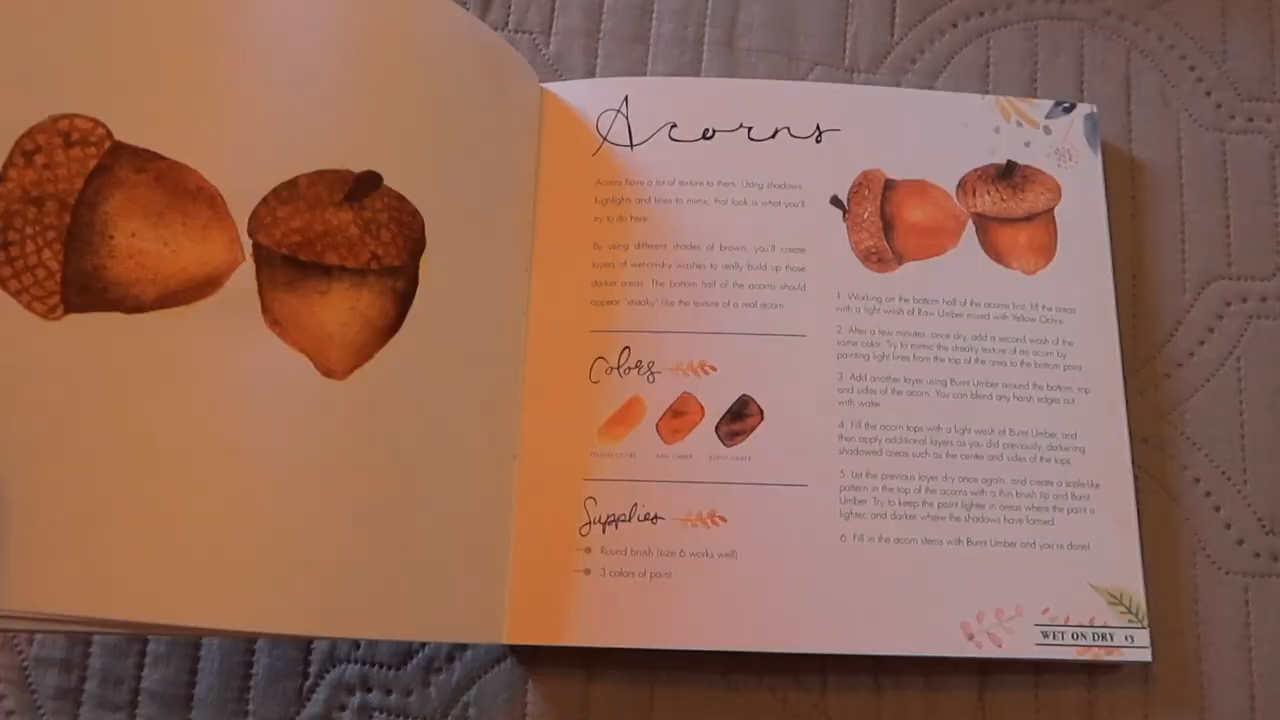 Acorns
Acorns have a lot of texture to them. Using shadows,
highlights and lines to mimic that look is what you'll
try to do here.
By using different shades of brown, you'll create
layers of wet-on-dry washes to really build up those
darker areas. The bottom half of the acorns should
appear "streaky" like the texture of a real acorn.
Colors
YELLOW OCHRE
RAW UMBER
BURNT UMBER
Supplies
Round brush (size 6 works well)
3 colors of paint
1. Working on the bottom half of the acorns first, fill the areas
with a light wash of Raw Umber mixed with Yellow Ochre.
2. After a few minutes, once dry, add a second wash of the
same color. Try to mimic the streaky texture of an acorn by
painting light lines from the top of the area to the bottom point.
3. Add another layer using Burnt Umber around the bottom, top
and sides of the acorn. You can blend any harsh edges out
with water.
4. Fill the acorn tops with a light wash of Burnt Umber, and
then apply additional layers as you did previously, darkening
shadowed areas such as the center and sides of the tops.
5. Let the previous layer dry once again, and create a scale-like
pattern in the top of the acorns with a thin brush tip and Burnt
Umber. Try to keep the paint lighter in areas where the paint is
lighter, and darker where the shadows have formed.
6. Fill in the acorn stems with Burnt Umber and you're done!
WET ON DRY 13